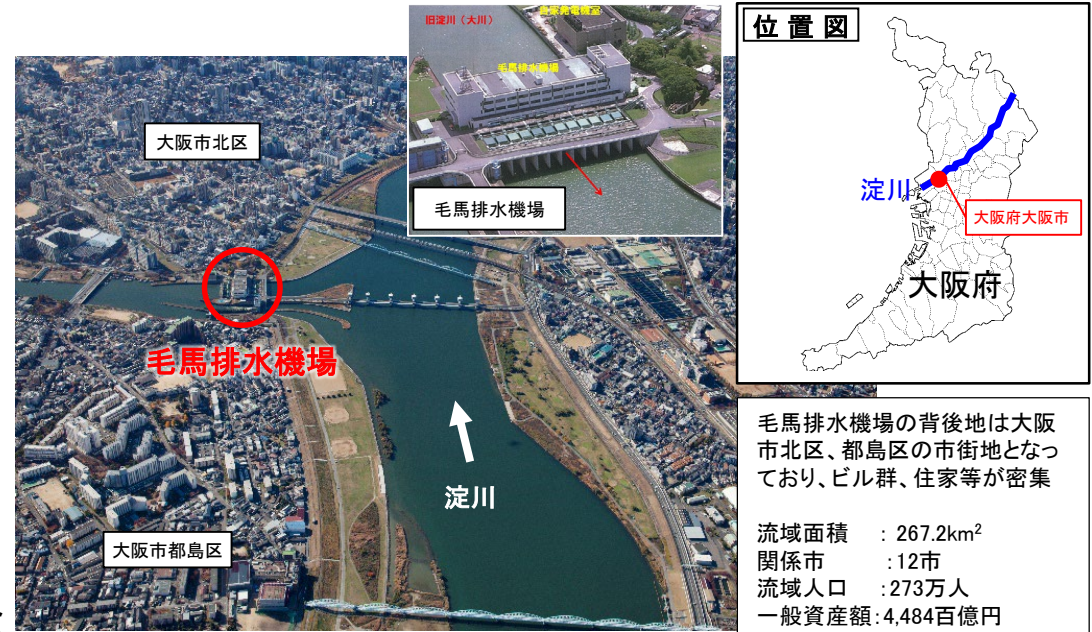 旧淀川（大川）
自家発電機室
毛馬排水機場
毛馬排水機場
大阪市北区
毛馬排水機場
淀川
大阪市都島区
位置図
淀川
大阪府大阪市
大阪府
毛馬排水機場の背後地は大阪
市北区、都島区の市街地となっ
ており、ビル群、住家等が密集
流域面積　：267.2km²
関係市　　：12市
流域人口　：273万人
一般資産額：4,484百億円